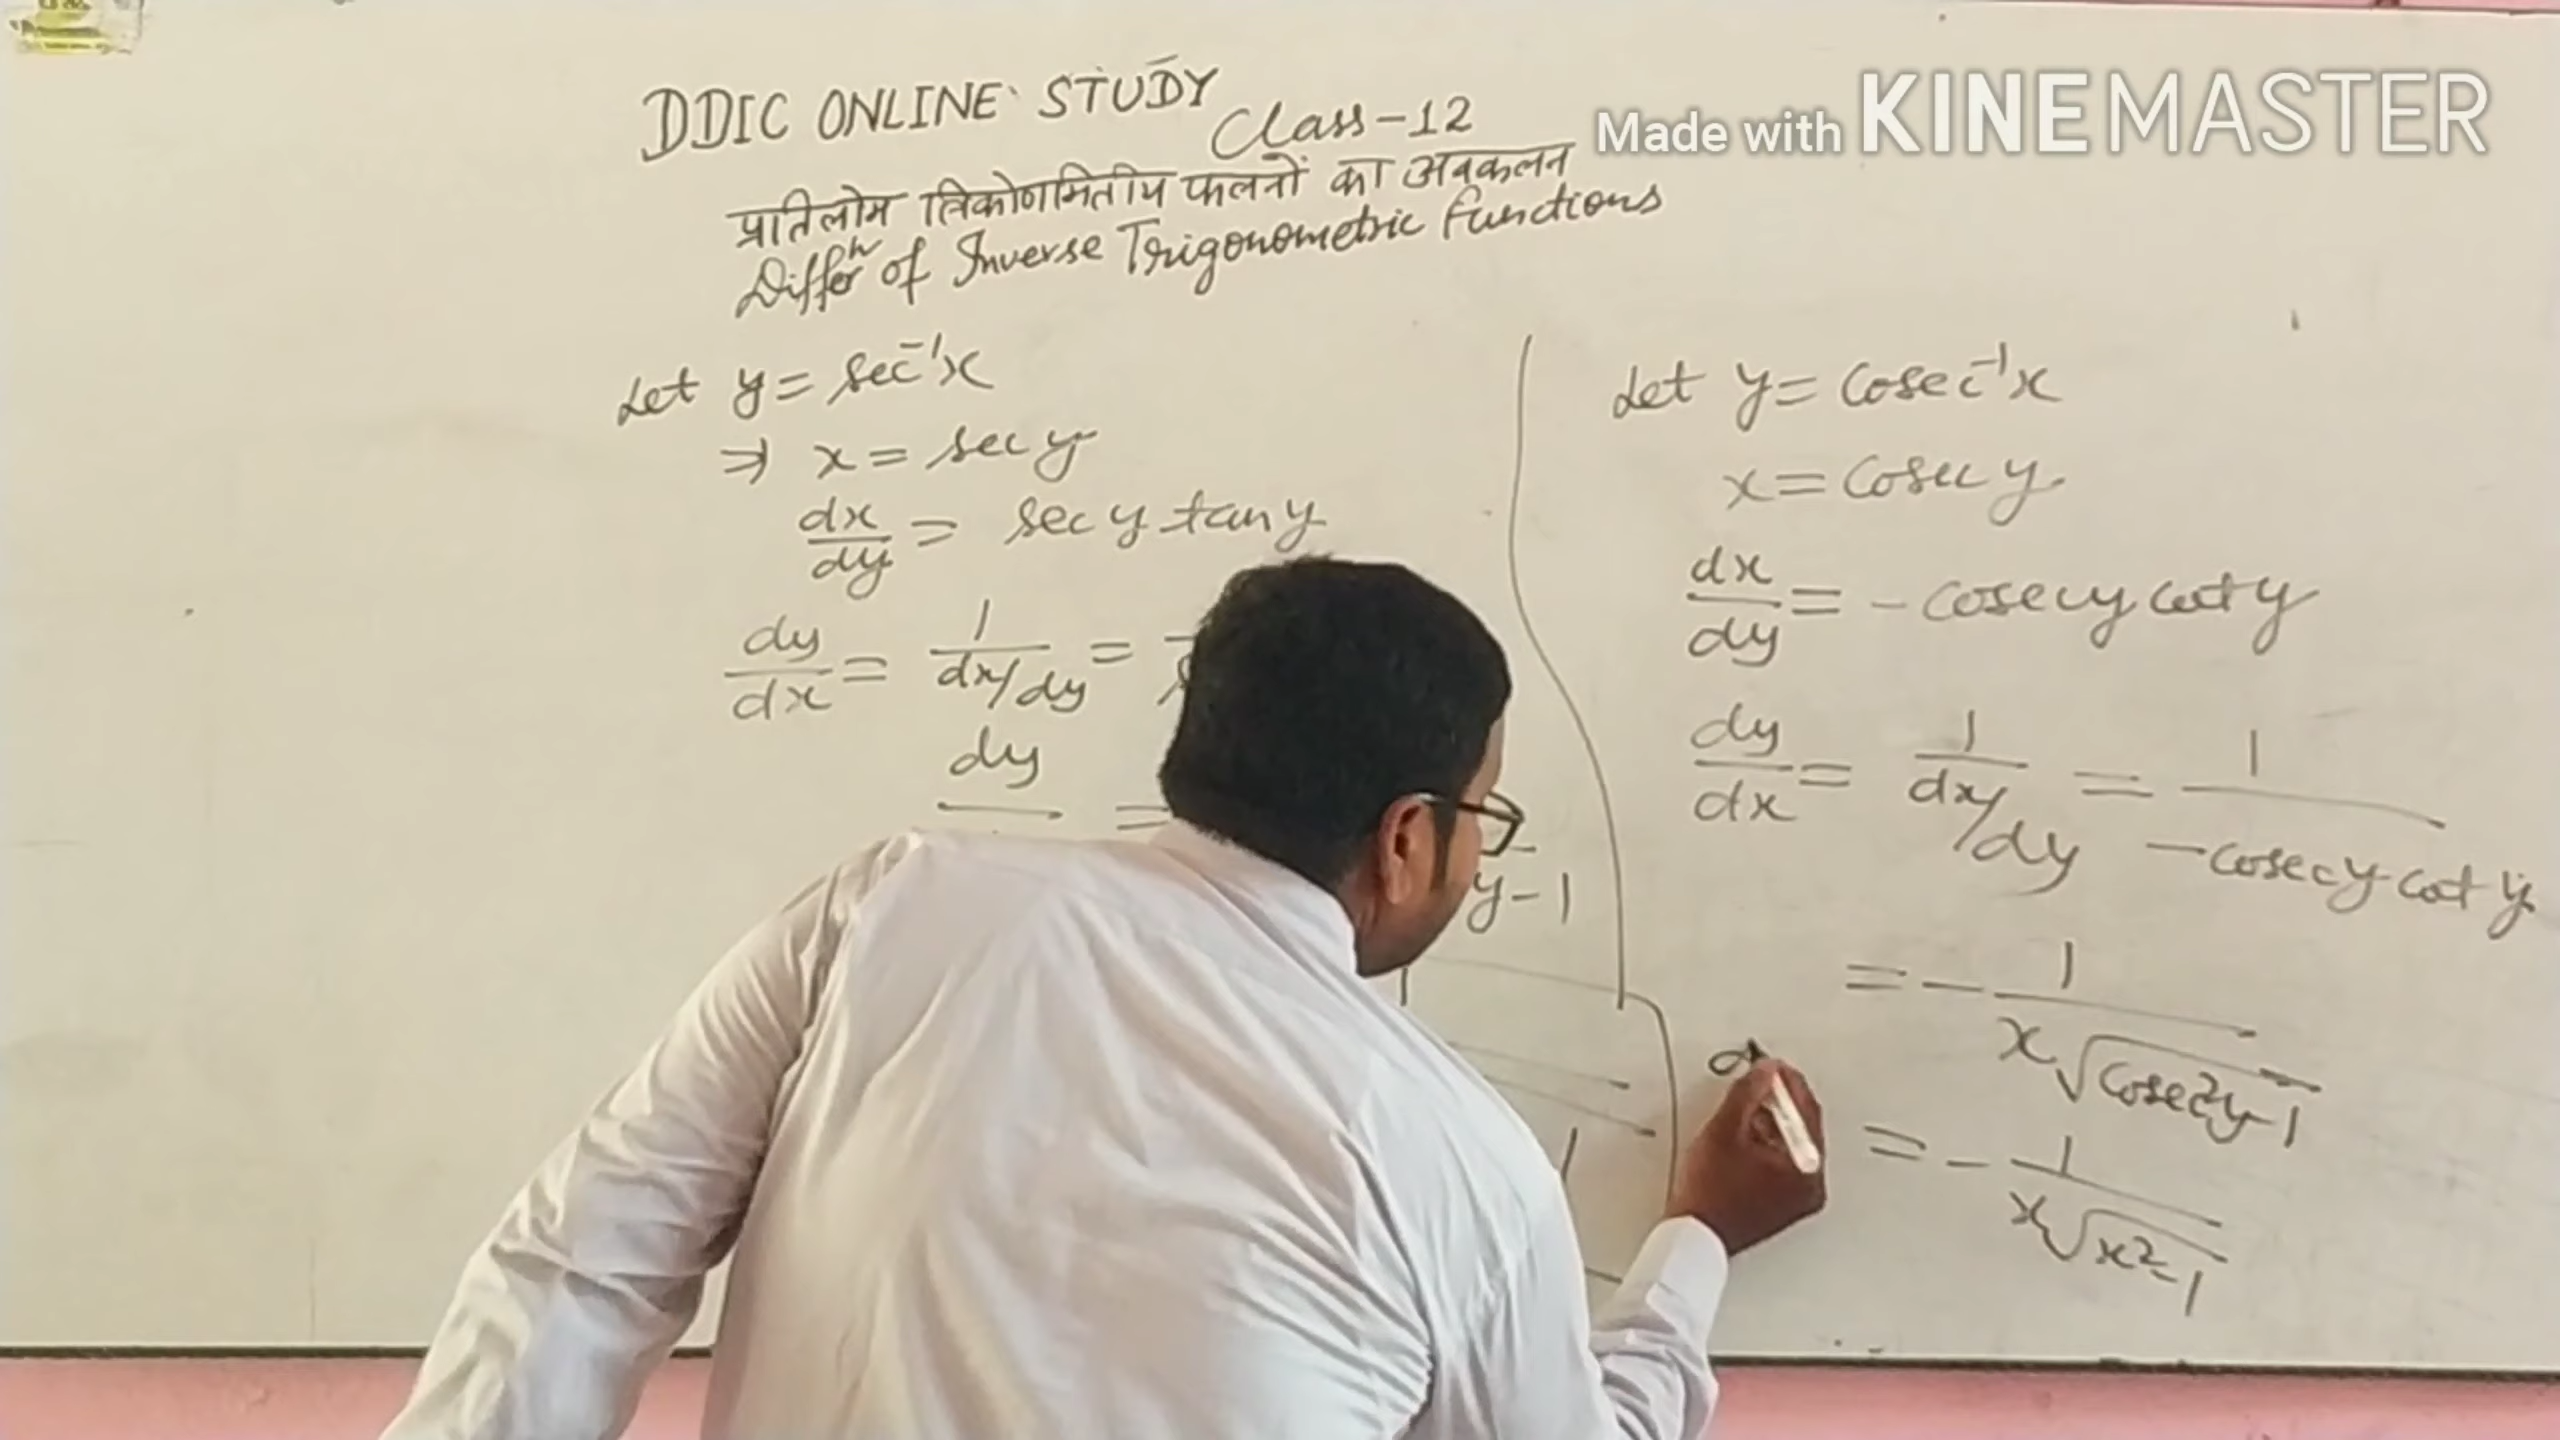 DDIC ONLINE STUDY
Class-12
Made with KINEMASTER
प्रतिलोम त्रिकोणमितीय फलनों का अवकलन
Differⁿ of Inverse Trigonometric Functions
Let y = sec⁻¹x
⇒ x = sec y
dx/dy = sec y tan y
dy/dx = 1/(dx/dy) =
dy
=
y-1
1
Let y = cosec⁻¹x
x = cosec y
dx/dy = -cosec y cot y
dy/dx = 1/(dx/dy) = 1/(-cosec y cot y)
= - 1/(x√(cosec²y-1))
= - 1/(x√(x²-1))